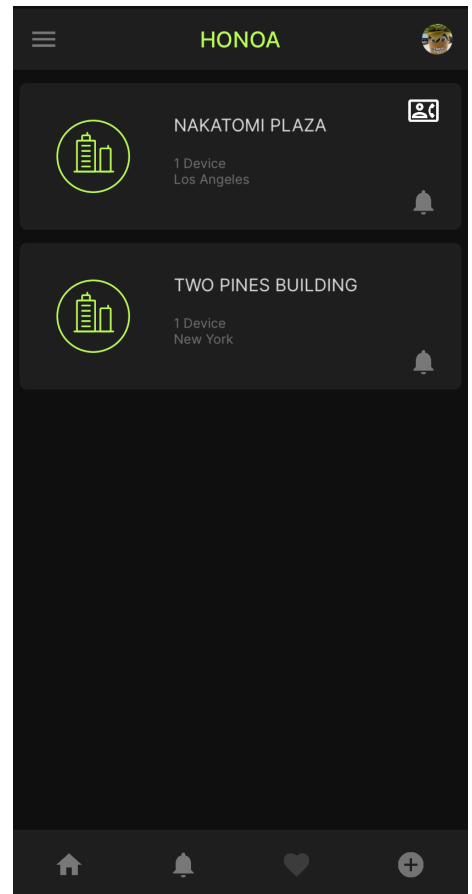 HONOA
NAKATOMI PLAZA
1 Device
Los Angeles
TWO PINES BUILDING
1 Device
New York